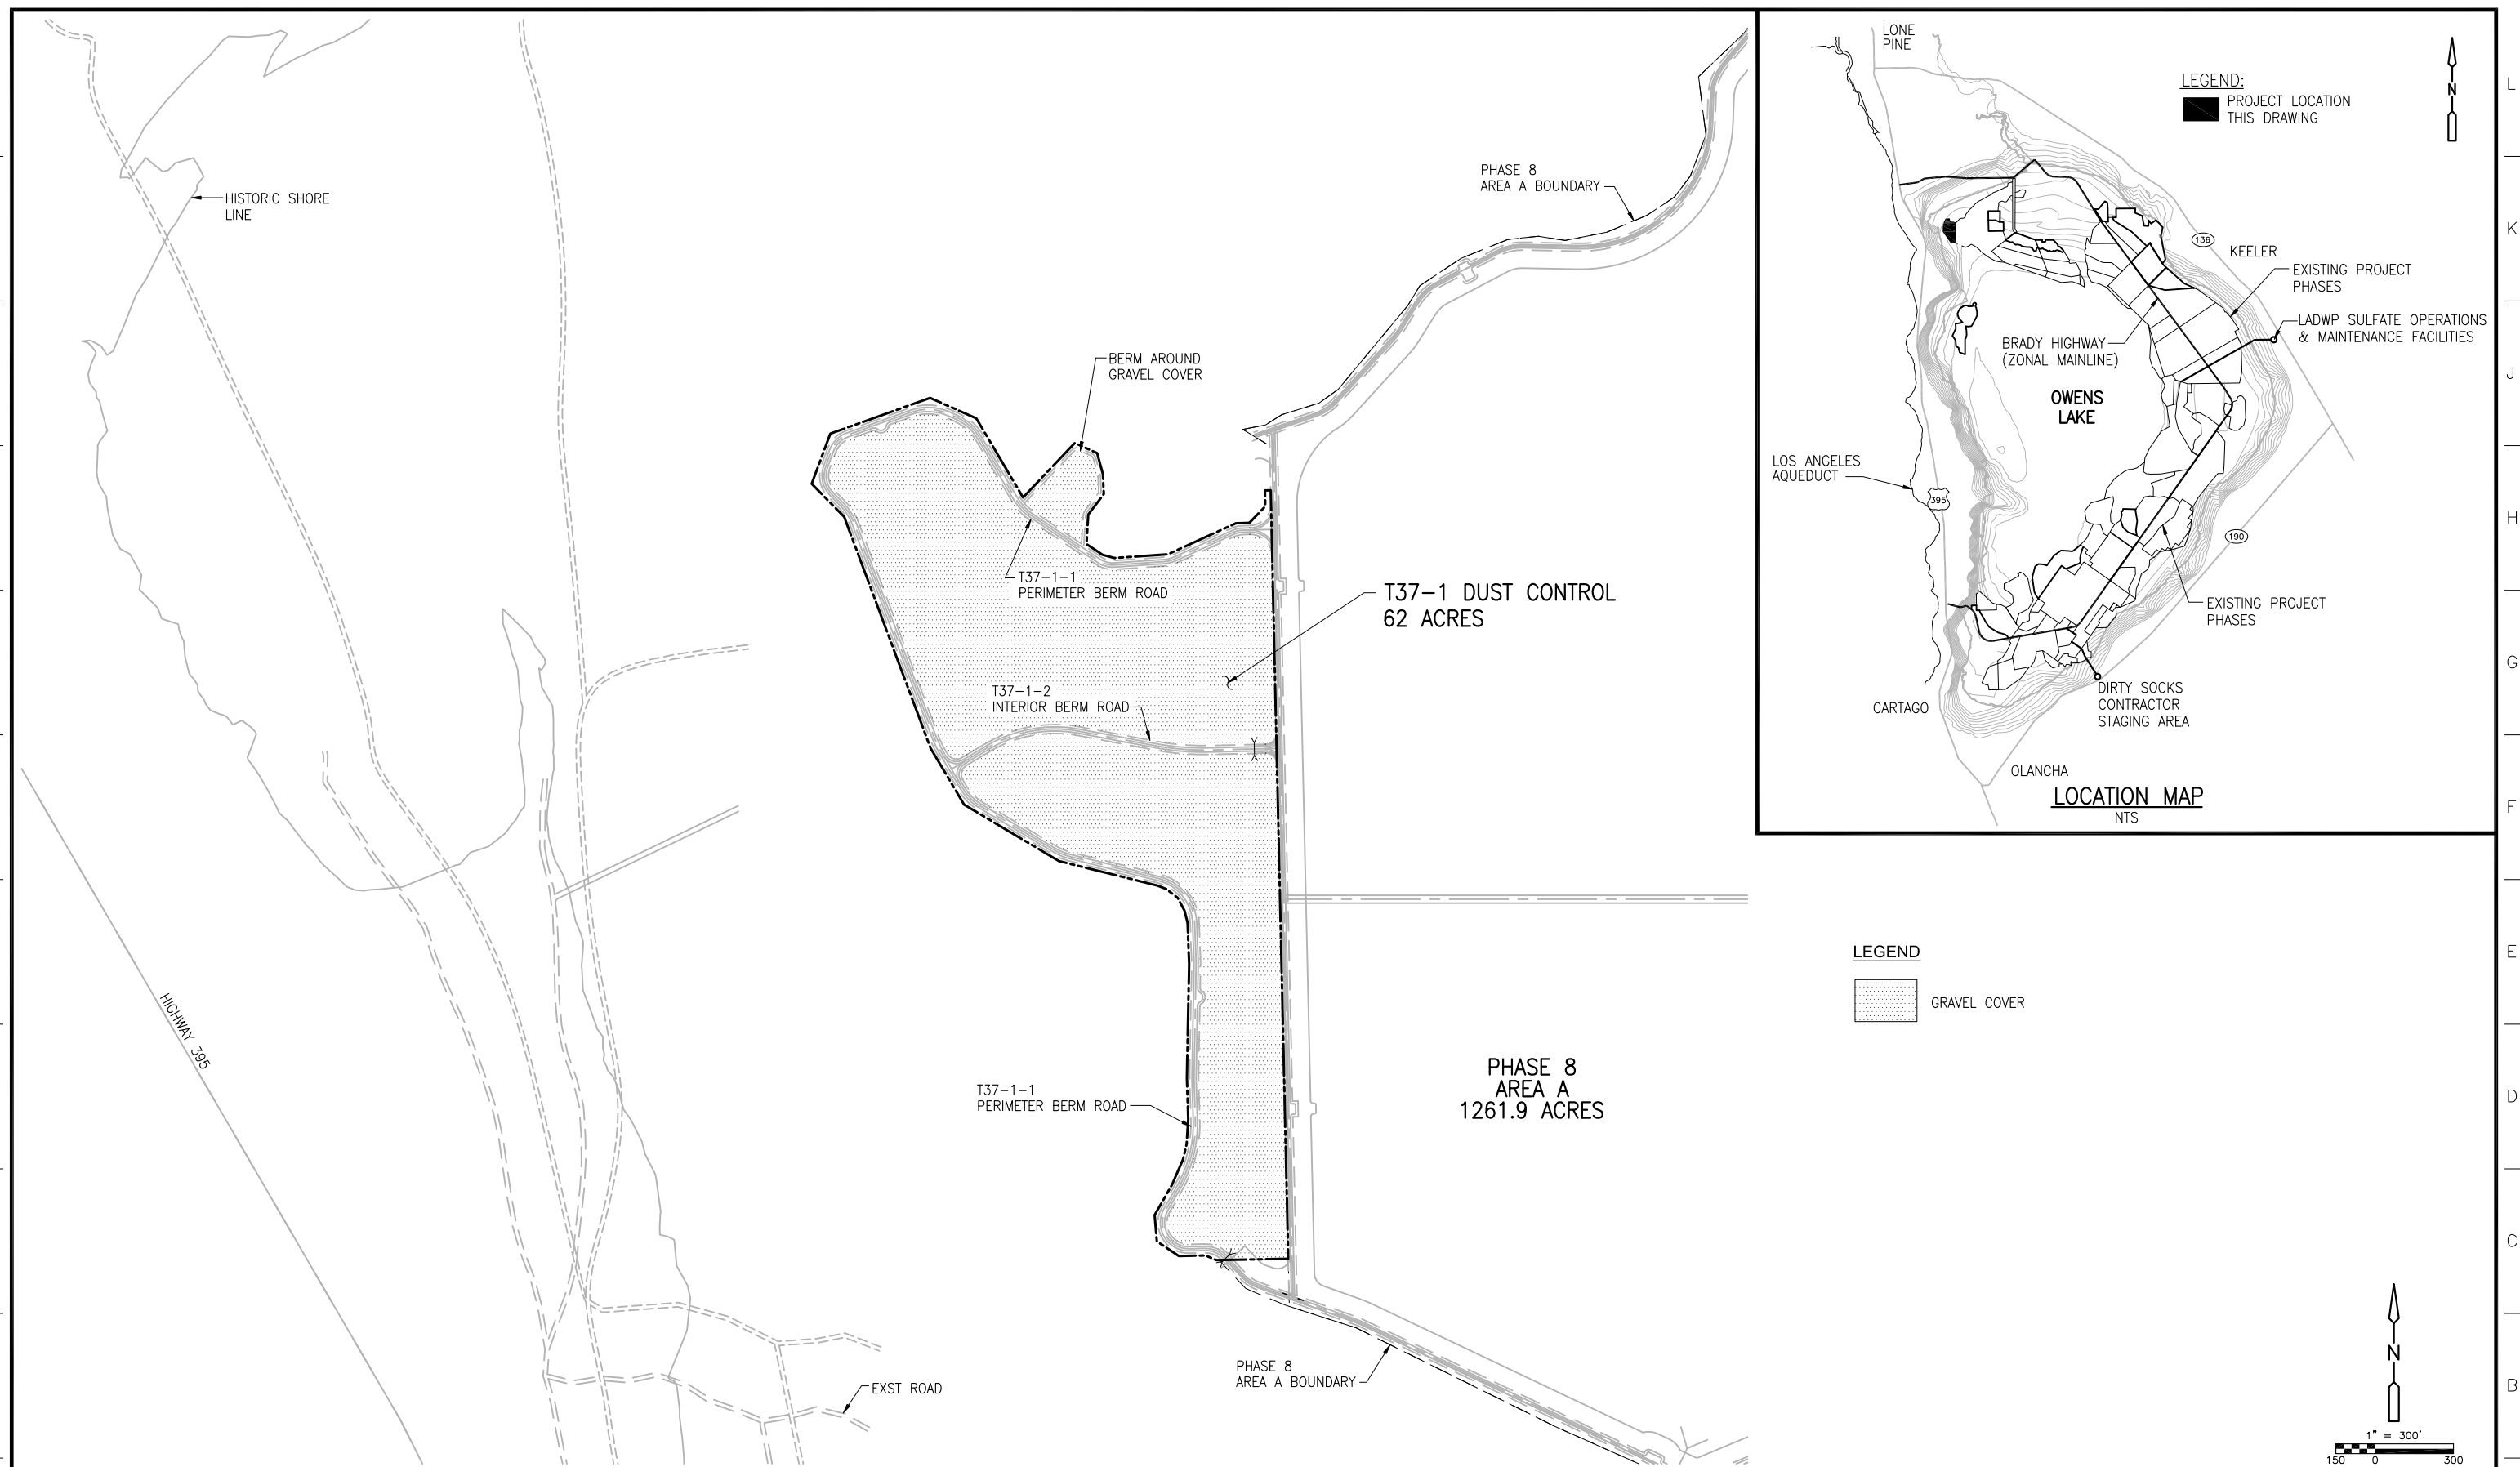 HISTORIC SHORE
LINE
PHASE 8
AREA A BOUNDARY
BERM AROUND
GRAVEL COVER
T37-1-1
PERIMETER BERM ROAD
T37-1 DUST CONTROL
62 ACRES
T37-1-2
INTERIOR BERM ROAD
HIGHWAY 395
T37-1-1
PERIMETER BERM ROAD
PHASE 8
AREA A
1261.9 ACRES
PHASE 8
AREA A BOUNDARY
EXST ROAD
LONE
PINE
LEGEND:
PROJECT LOCATION
THIS DRAWING
N
136
KEELER
EXISTING PROJECT
PHASES
LADWP SULFATE OPERATIONS
& MAINTENANCE FACILITIES
BRADY HIGHWAY
(ZONAL MAINLINE)
OWENS
LAKE
LOS ANGELES
AQUEDUCT
395
190
EXISTING PROJECT
PHASES
DIRTY SOCKS
CONTRACTOR
STAGING AREA
CARTAGO
OLANCHA
LOCATION MAP
NTS
LEGEND
GRAVEL COVER
N
1" = 300'
150 0 300
L
K
J
H
G
F
E
D
C
B